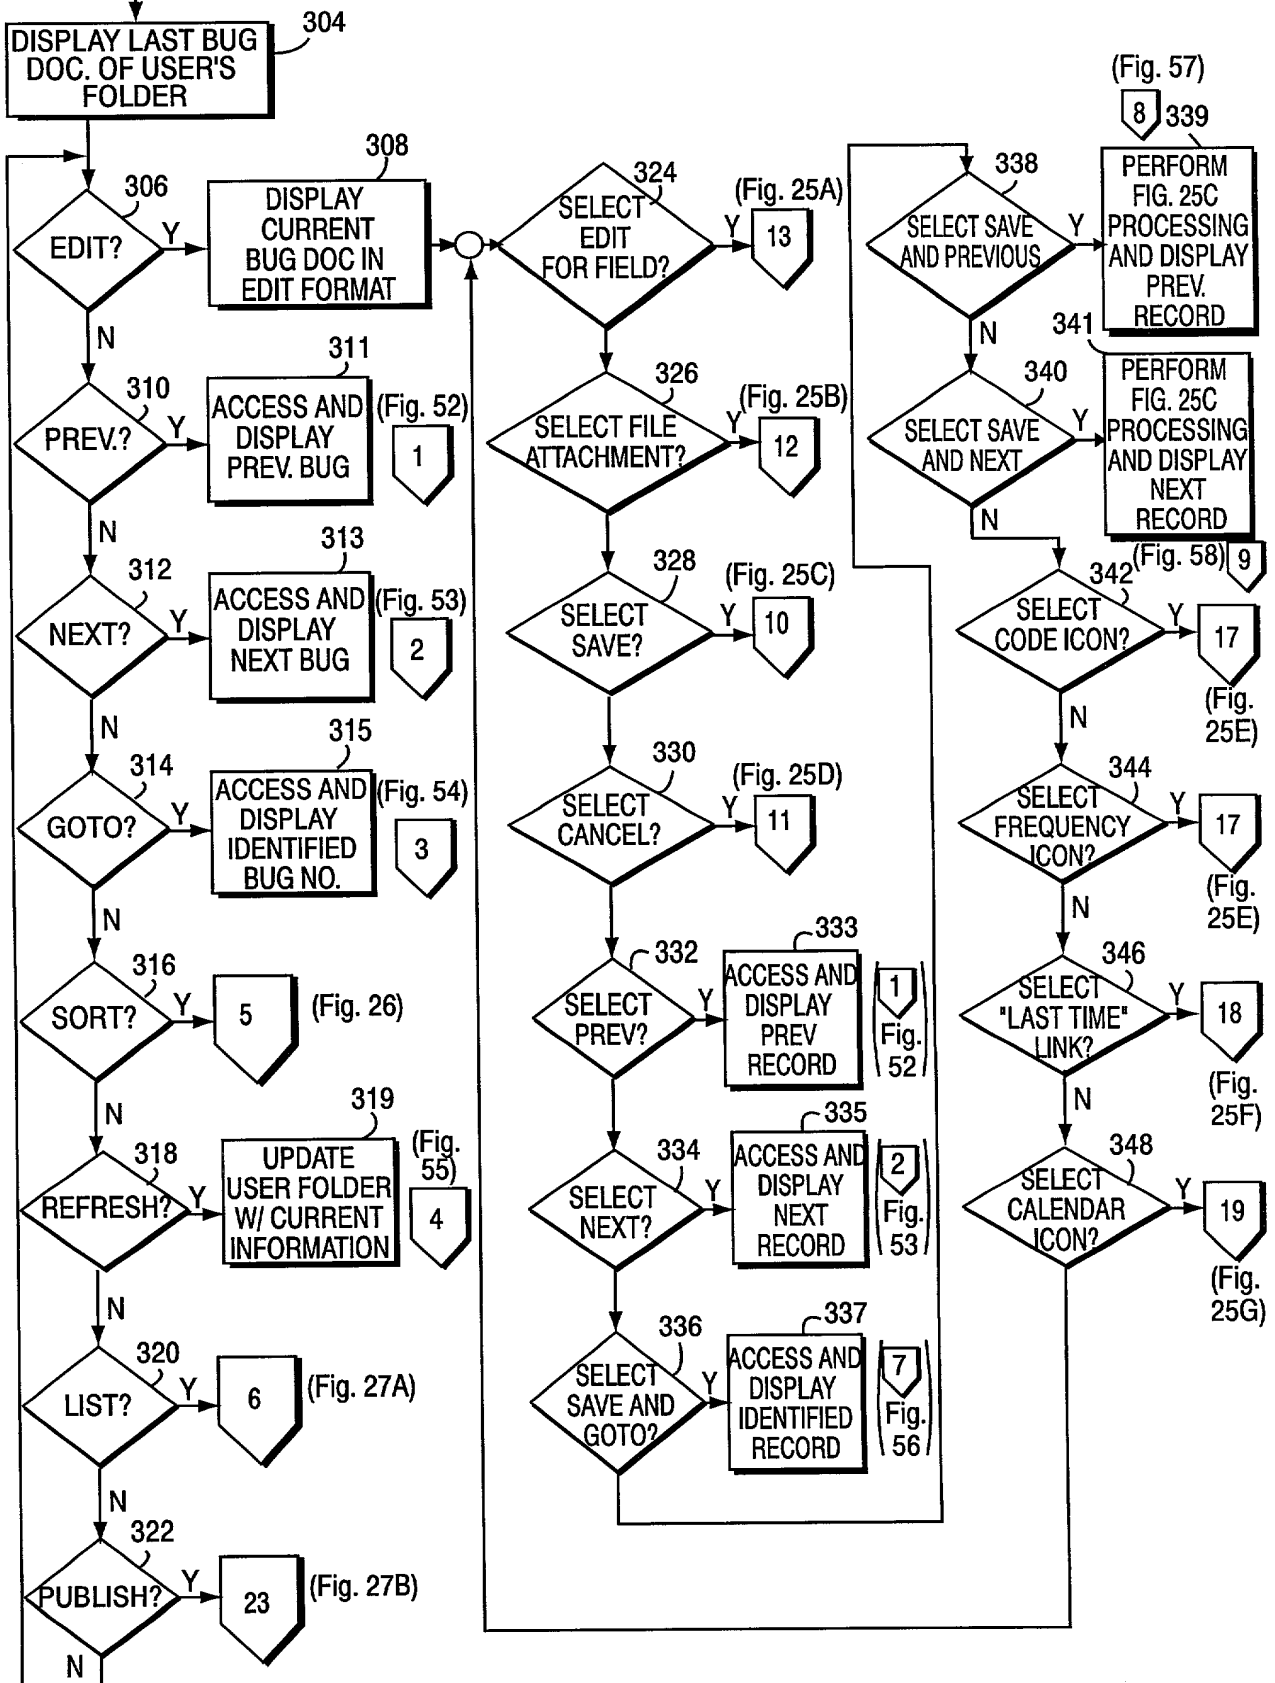 304
DISPLAY LAST BUG
DOC. OF USER'S
FOLDER
306
EDIT?
Y
N
308
DISPLAY
CURRENT
BUG DOC IN
EDIT FORMAT
310
PREV.?
Y
N
311
ACCESS AND
DISPLAY
PREV. BUG
(Fig. 52)
1
312
NEXT?
Y
N
313
ACCESS AND
DISPLAY
NEXT BUG
(Fig. 53)
2
314
GOTO?
Y
N
315
ACCESS AND
DISPLAY
IDENTIFIED
BUG NO.
(Fig. 54)
3
316
SORT?
Y
N
5
(Fig. 26)
318
REFRESH?
Y
N
319
UPDATE
USER FOLDER
W/ CURRENT
INFORMATION
(Fig.
55)
4
320
LIST?
Y
N
6
(Fig. 27A)
322
PUBLISH?
Y
N
23
(Fig. 27B)
324
SELECT
EDIT
FOR FIELD?
Y
(Fig. 25A)
13
326
SELECT FILE
ATTACHMENT?
Y
(Fig. 25B)
12
328
SELECT
SAVE?
Y
(Fig. 25C)
10
330
SELECT
CANCEL?
Y
(Fig. 25D)
11
332
SELECT
PREV?
Y
333
ACCESS AND
DISPLAY
PREV
RECORD
(1
Fig.
52)
334
SELECT
NEXT?
Y
335
ACCESS AND
DISPLAY
NEXT
RECORD
(2
Fig.
53)
336
SELECT
SAVE AND
GOTO?
Y
337
ACCESS AND
DISPLAY
IDENTIFIED
RECORD
(7
Fig.
56)
338
SELECT SAVE
AND PREVIOUS
Y
N
(Fig. 57)
8
339
PERFORM
FIG. 25C
PROCESSING
AND DISPLAY
PREV.
RECORD
340
SELECT SAVE
AND NEXT
Y
N
341
PERFORM
FIG. 25C
PROCESSING
AND DISPLAY
NEXT
RECORD
(Fig. 58)
9
342
SELECT
CODE ICON?
Y
N
17
(Fig.
25E)
344
SELECT
FREQUENCY
ICON?
Y
N
17
(Fig.
25E)
346
SELECT
"LAST TIME"
LINK?
Y
N
18
(Fig.
25F)
348
SELECT
CALENDAR
ICON?
Y
19
(Fig.
25G)